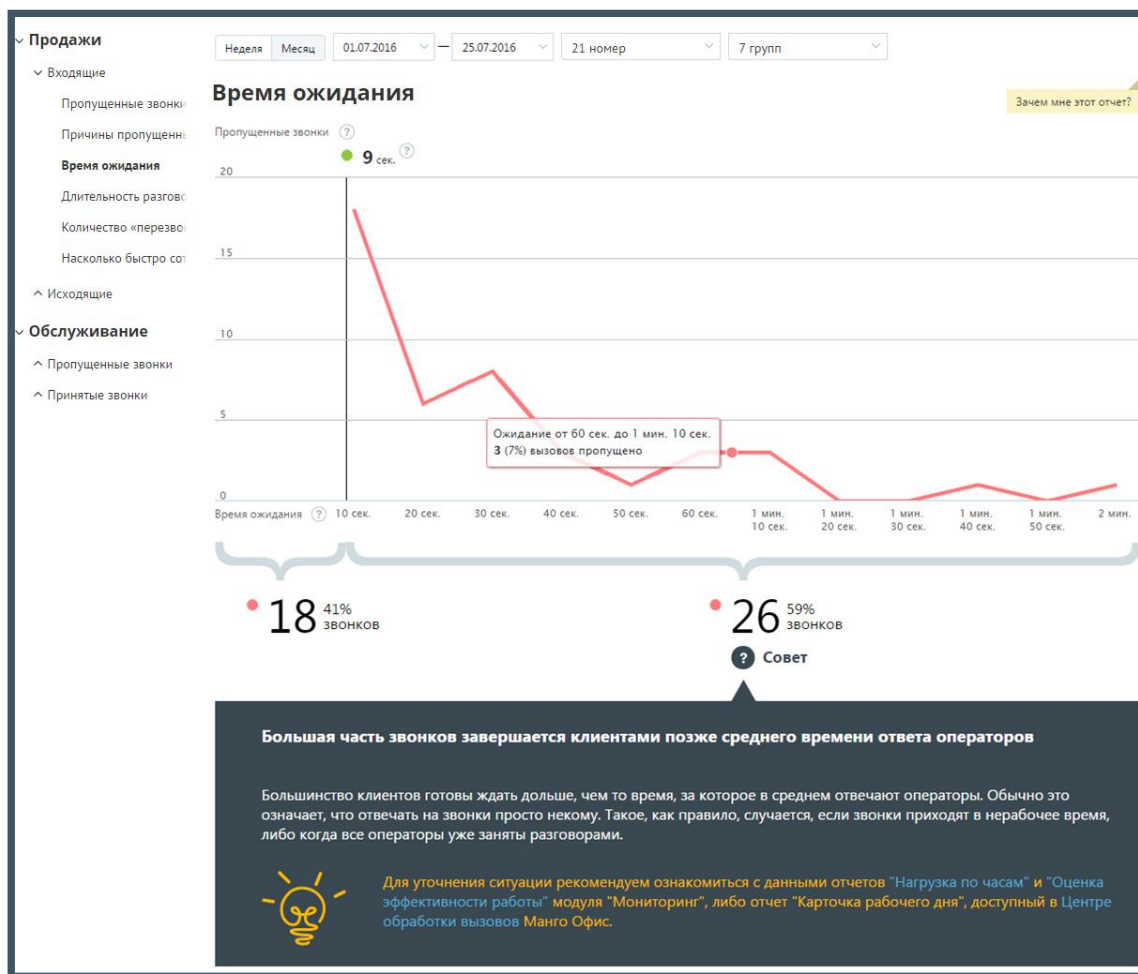 Продажи
Входящие
Пропущенные звонки
Причины пропущенн
Время ожидания
Длительность разгово
Количество «перезво
Насколько быстро сот
Исходящие
Обслуживание
Пропущенные звонки
Принятые звонки
Неделя Месяц 01.07.2016 — 25.07.2016 21 номер 7 групп
Время ожидания
Зачем мне этот отчет?
Пропущенные звонки ?
9 сек. ?
20
15
10
5
0
Ожидание от 60 сек. до 1 мин. 10 сек.
3 (7%) вызовов пропущено
Время ожидания ? 10 сек. 20 сек. 30 сек. 40 сек. 50 сек. 60 сек. 1 мин. 1 мин. 1 мин. 1 мин. 1 мин. 2 мин.
10 сек. 20 сек. 30 сек. 40 сек. 50 сек.
18 41% звонков
26 59% звонков
? Совет
Большая часть звонков завершается клиентами позже среднего времени ответа операторов
Большинство клиентов готовы ждать дольше, чем то время, за которое в среднем отвечают операторы. Обычно это
означает, что отвечать на звонки просто некому. Такое, как правило, случается, если звонки приходят в нерабочее время,
либо когда все операторы уже заняты разговорами.
Для уточнения ситуации рекомендуем ознакомиться с данными отчетов "Нагрузка по часам" и "Оценка
эффективности работы" модуля "Мониторинг", либо отчет "Карточка рабочего дня", доступный в Центре
обработки вызовов Манго Офис.